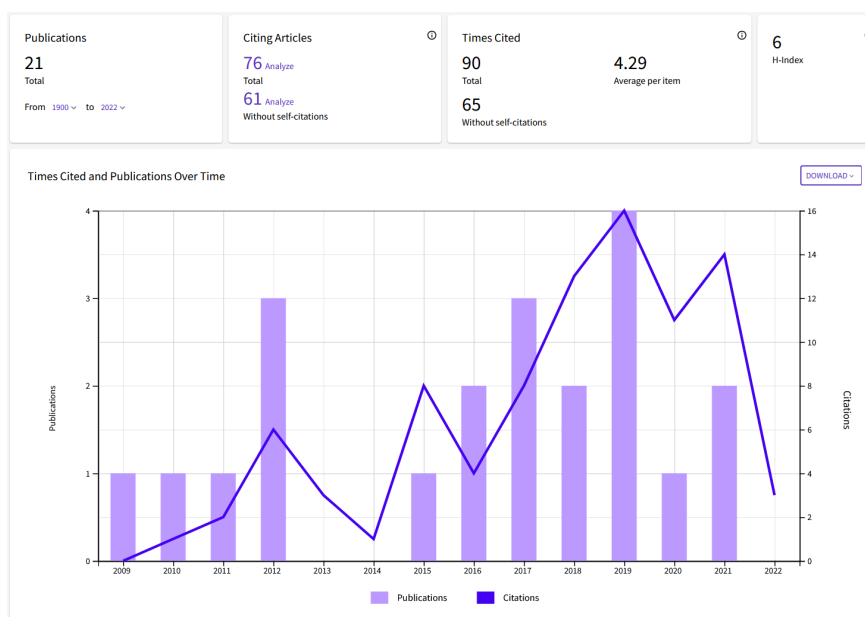 Publications
21
Total
From 1900 to 2022
Citing Articles
76 Analyze
Total
61 Analyze
Without self-citations
Times Cited
90
Total
65
Without self-citations
4.29
Average per item
6
H-Index
Times Cited and Publications Over Time
DOWNLOAD
Publications
4
3
2
1
0
16
14
12
10
8
6
4
2
0
Citations
2009 2010 2011 2012 2013 2014 2015 2016 2017 2018 2019 2020 2021 2022
Publications Citations